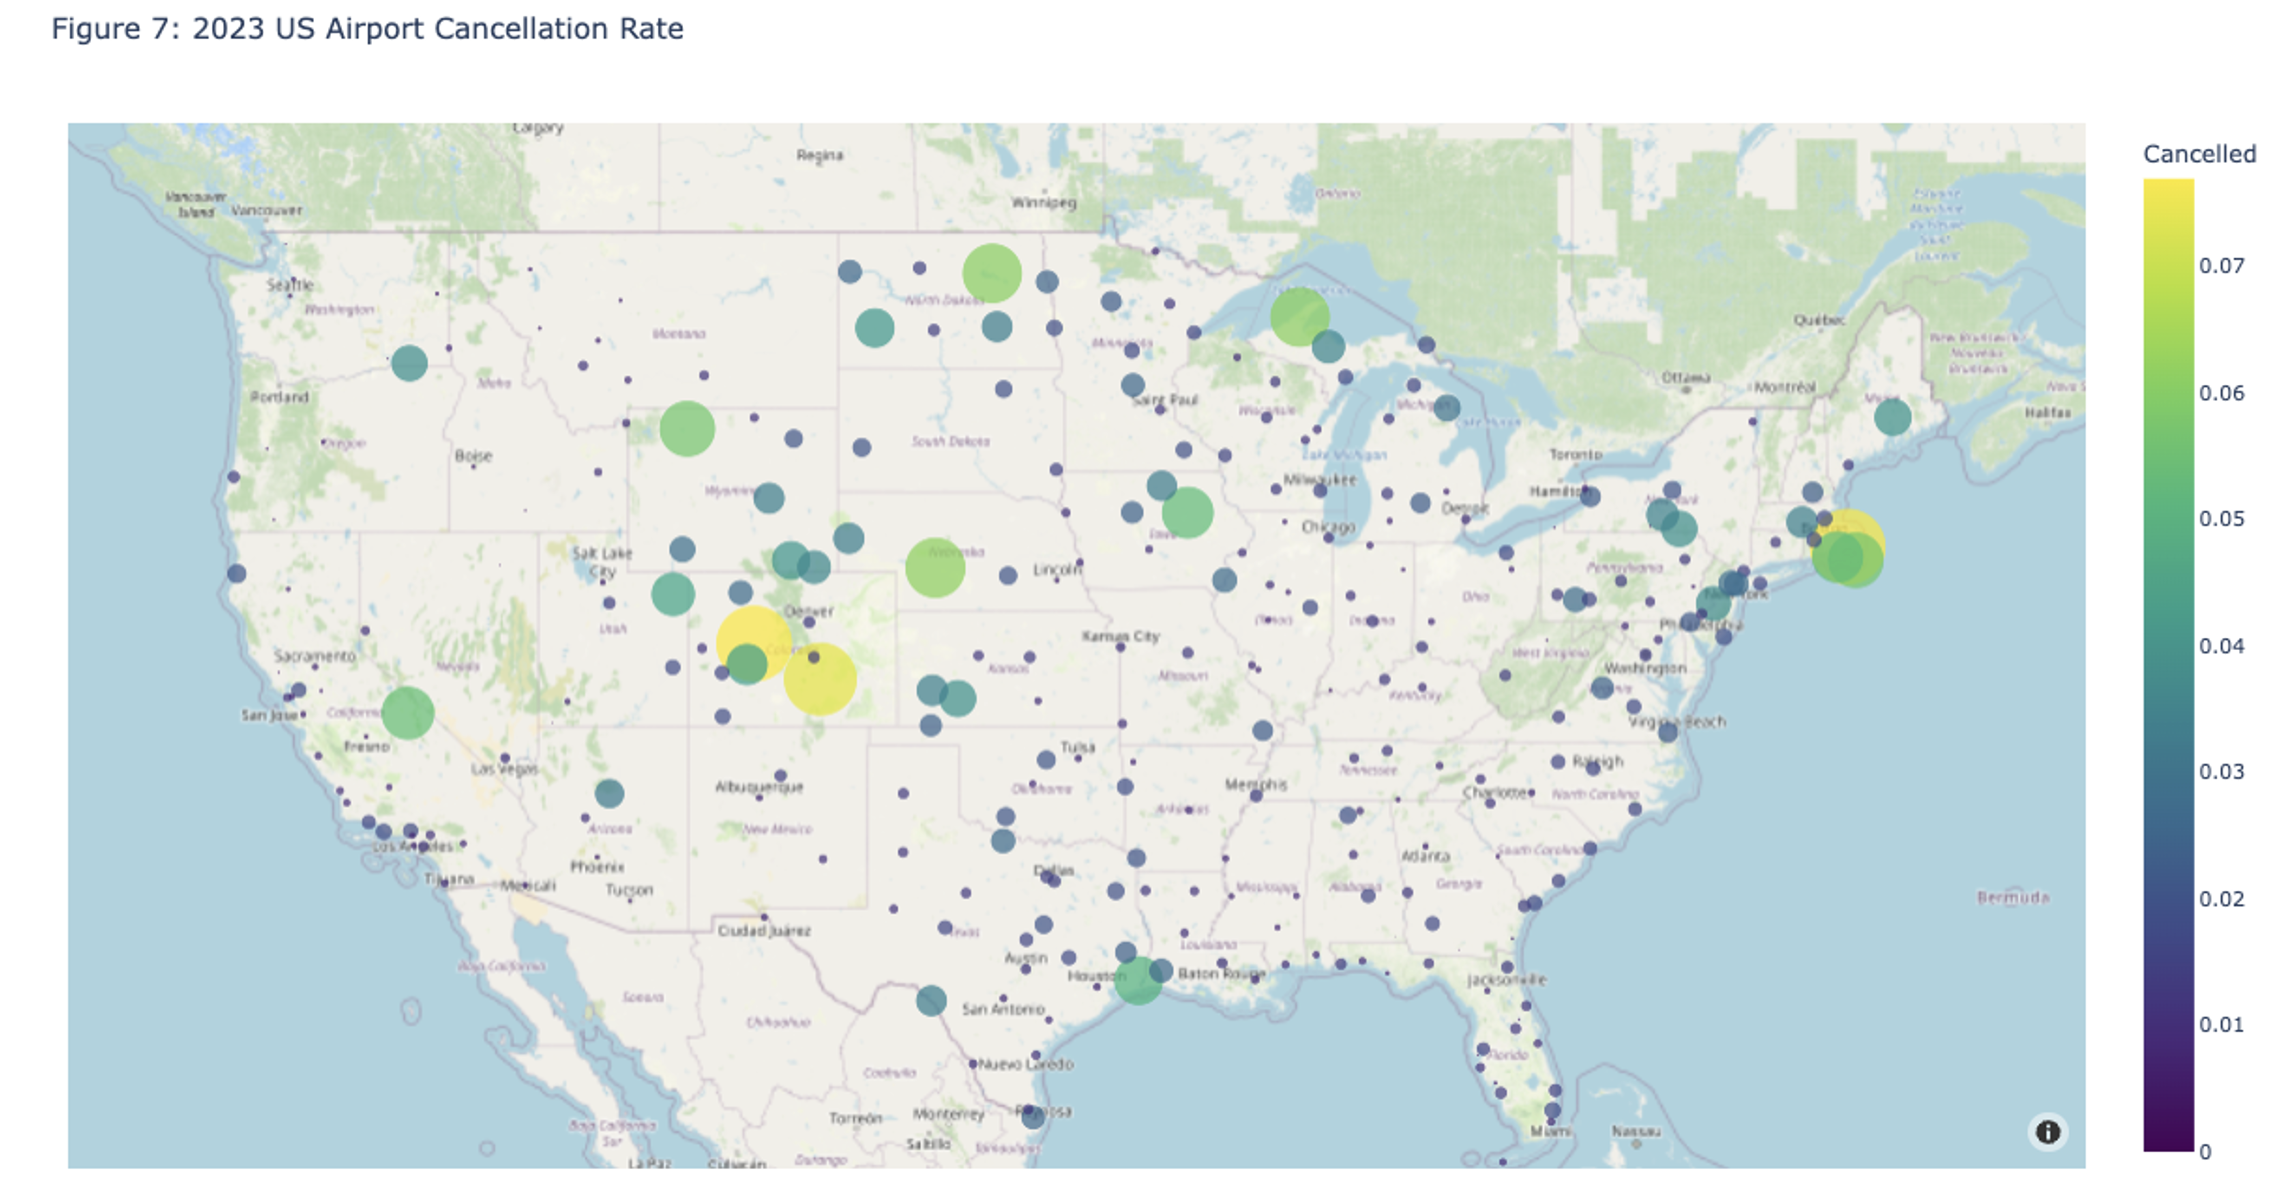 Figure 7: 2023 US Airport Cancellation Rate
Calgary
Regina
Cancelled
Vancouver
Island
Vancouver
Winnipeg
Ontario
0.07
Seattle
Washington
North Dakota
Montana
Minnesota
Québec
Idaho
Portland
Ottawa
Montréal
0.06
Saint Paul
Wisconsin
Michigan
Maine
Halifax
Oregon
South Dakota
Boise
Lake Michigan
Toronto
Milwaukee
Wyoming
Hamilton
Detroit
0.05
Chicago
Iowa
Salt Lake
City
Nebraska
Lincoln
Pennsylvania
Ohio
Denver
Utah
Illinois
Indiana
Philadelphia
Kansas City
0.04
Sacramento
Nevada
Colorado
Kansas
Missouri
West Virginia
Washington
Kentucky
San Jose
California
Virginia Beach
Fresno
Tulsa
Las Vegas
Tennessee
Raleigh
0.03
Albuquerque
Oklahoma
Memphis
Charlotte
North Carolina
Arkansas
Arizona
New Mexico
Los Angeles
Phoenix
Dallas
Atlanta
South Carolina
Tijuana
Mexicali
Tucson
Mississippi
Alabama
Georgia
0.02
Bermuda
Ciudad Juárez
Texas
Louisiana
Austin
Baja California
Houston
Baton Rouge
Jacksonville
Sonora
San Antonio
Chihuahua
0.01
Florida
Nuevo Laredo
Coahuila
Torreón
Monterrey
Reynosa
Baja California
Sur
Miami
Nassau
Saltillo
Tamaulipas
0
La Paz
Culiacán
Durango